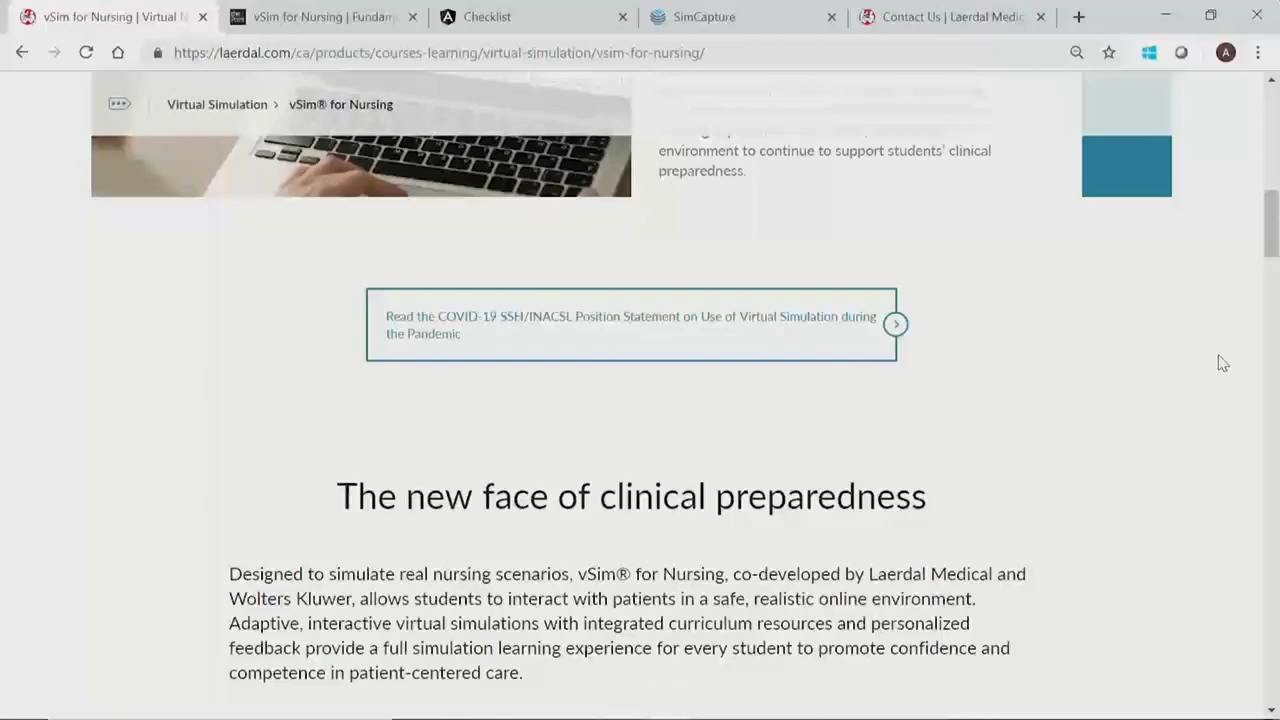 vSim for Nursing | Virtual N
vSim for Nursing | Fundam
Checklist
SimCapture
Contact Us | Laerdal Medic
https://laerdal.com/ca/products/courses-learning/virtual-simulation/vsim-for-nursing/
A
Virtual Simulation > vSim® for Nursing
environment to continue to support students' clinical
preparedness.
Read the COVID-19 SSH/INACSL Position Statement on Use of Virtual Simulation during
the Pandemic
The new face of clinical preparedness
Designed to simulate real nursing scenarios, vSim® for Nursing, co-developed by Laerdal Medical and
Wolters Kluwer, allows students to interact with patients in a safe, realistic online environment.
Adaptive, interactive virtual simulations with integrated curriculum resources and personalized
feedback provide a full simulation learning experience for every student to promote confidence and
competence in patient-centered care.